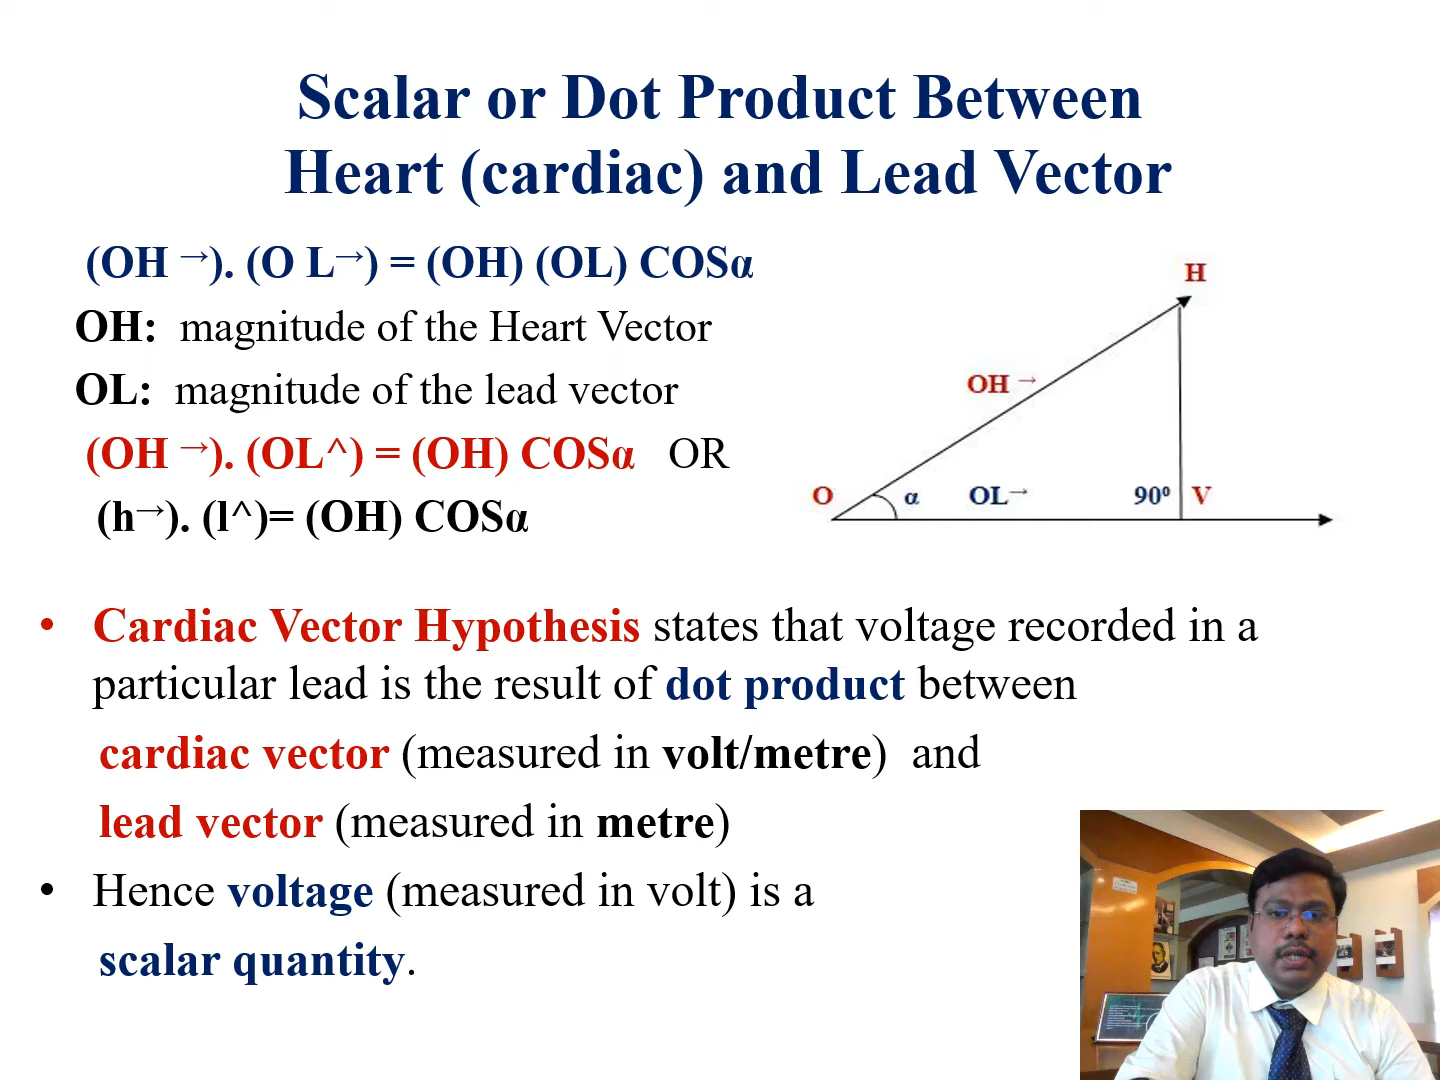 Scalar or Dot Product Between
Heart (cardiac) and Lead Vector
(OH →). (O L→) = (OH) (OL) COSα
OH: magnitude of the Heart Vector
OL: magnitude of the lead vector
(OH →). (OL^) = (OH) COSα OR
(h→). (l^)= (OH) COSα
H
OH →
O α OL→ 90⁰ V
• Cardiac Vector Hypothesis states that voltage recorded in a
particular lead is the result of dot product between
cardiac vector (measured in volt/metre) and
lead vector (measured in metre)
• Hence voltage (measured in volt) is a
scalar quantity.